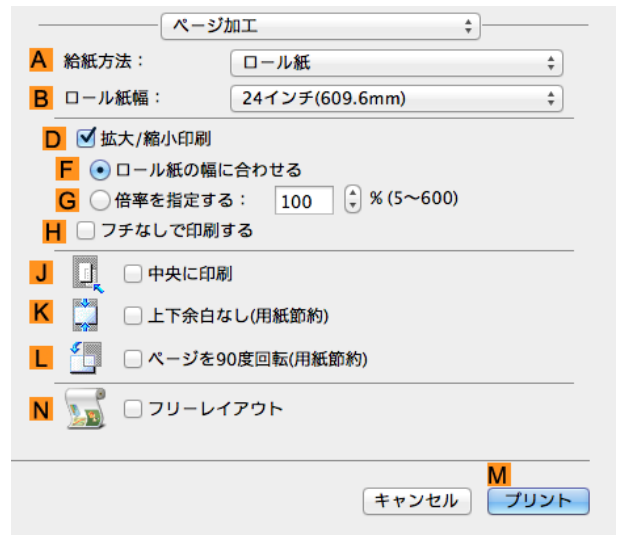 ページ加工
A 給紙方法： ロール紙
B ロール紙幅： 24インチ(609.6mm)
D 拡大/縮小印刷
F ロール紙の幅に合わせる
G 倍率を指定する： 100 % (5〜600)
H フチなしで印刷する
J 中央に印刷
K 上下余白なし(用紙節約)
L ページを90度回転(用紙節約)
N フリーレイアウト
M
キャンセル プリント